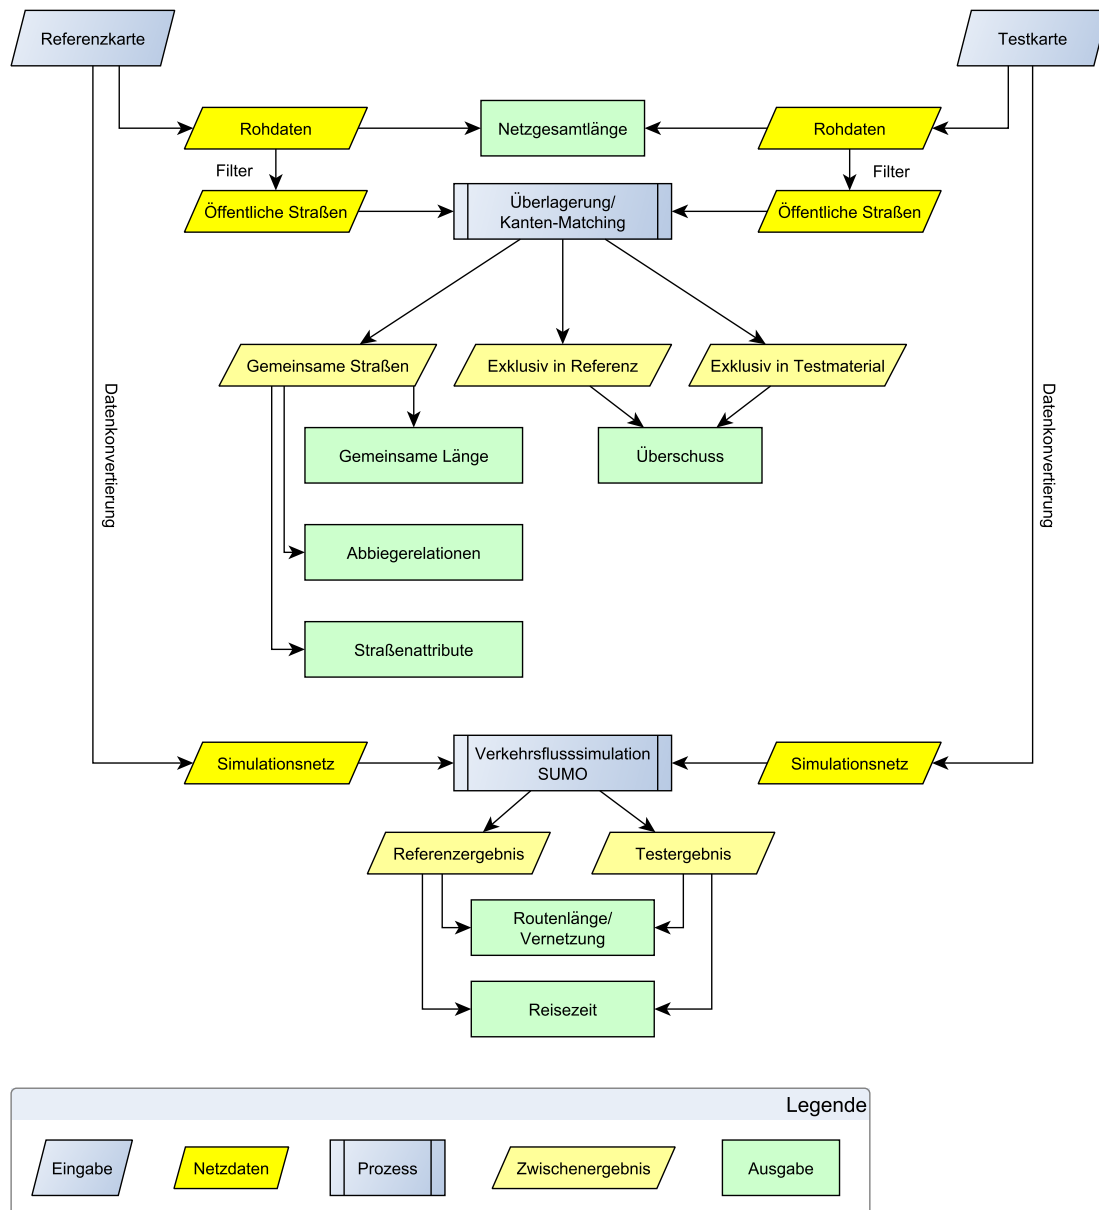 Referenzkarte
Testkarte
Rohdaten
Netzgesamtlänge
Rohdaten
Filter
Filter
Öffentliche Straßen
Überlagerung/
Kanten-Matching
Öffentliche Straßen
Gemeinsame Straßen
Exklusiv in Referenz
Exklusiv in Testmaterial
Datenkonvertierung
Datenkonvertierung
Gemeinsame Länge
Überschuss
Abbiegerelationen
Straßenattribute
Simulationsnetz
Verkehrsflusssimulation
SUMO
Simulationsnetz
Referenzergebnis
Testergebnis
Routenlänge/
Vernetzung
Reisezeit
Legende
Eingabe
Netzdaten
Prozess
Zwischenergebnis
Ausgabe